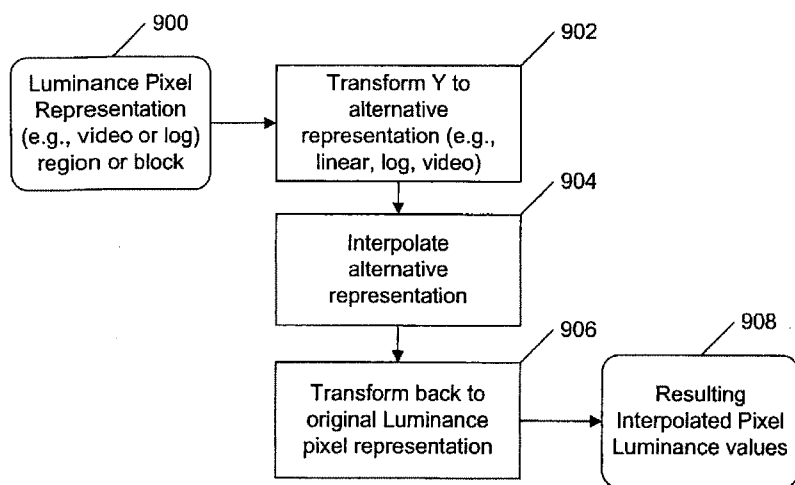 900
Luminance Pixel
Representation
(e.g., video or log)
region or block
902
Transform Y to
alternative
representation (e.g.,
linear, log, video)
904
Interpolate
alternative
representation
906
Transform back to
original Luminance
pixel representation
908
Resulting
Interpolated Pixel
Luminance values